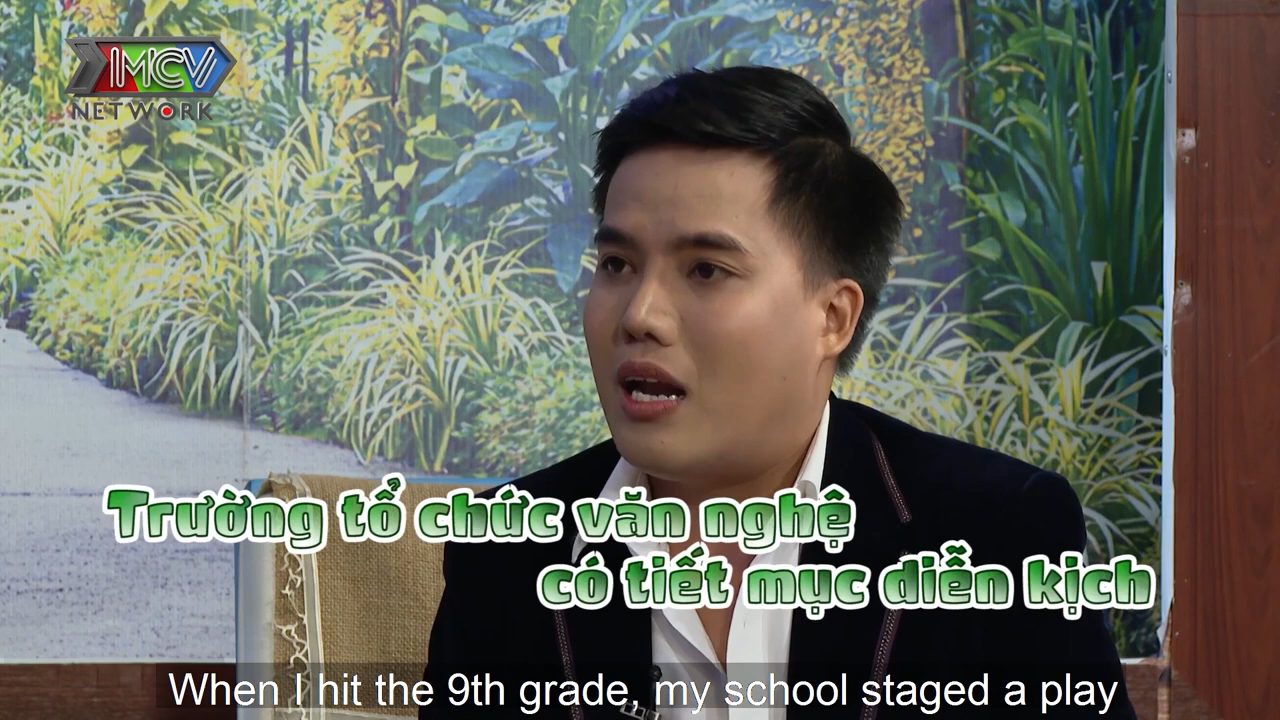 MCV
NETWORK
Trường tổ chức văn nghệ
có tiết mục diễn kịch
When I hit the 9th grade, my school staged a play